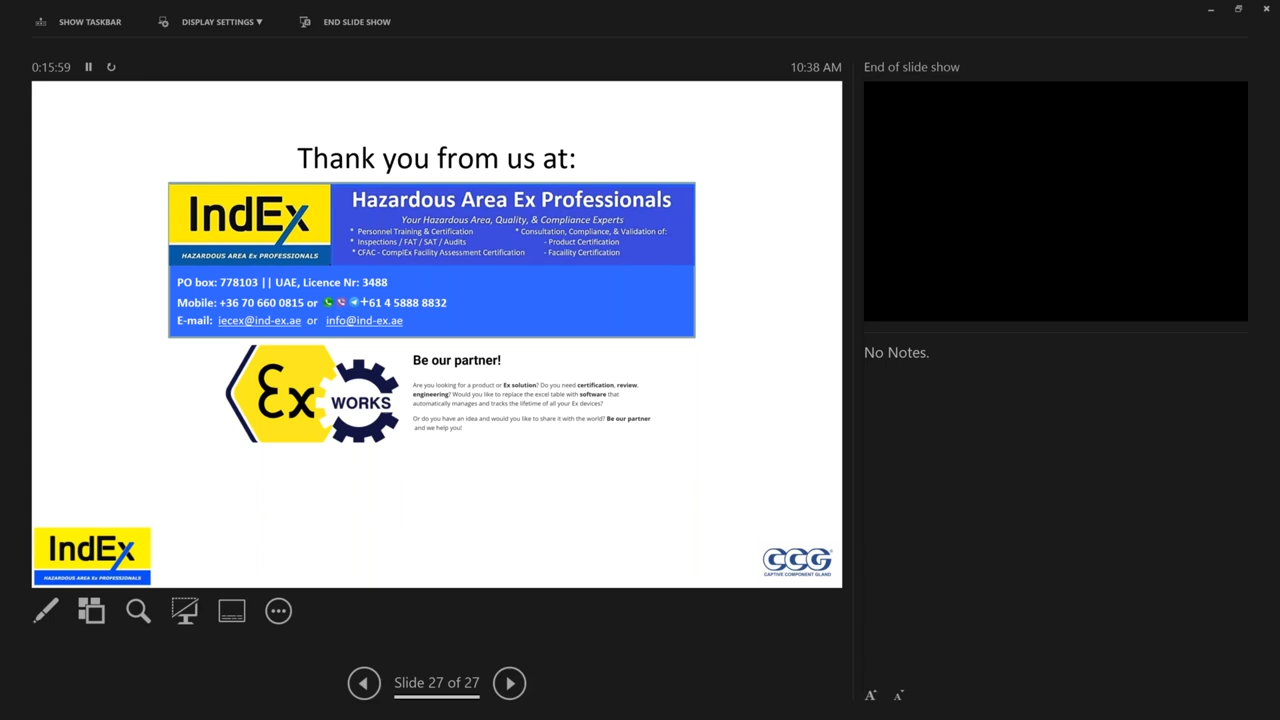 SHOW TASKBAR
DISPLAY SETTINGS ▼
END SLIDE SHOW
0:15:59
10:38 AM
End of slide show
Thank you from us at:
IndEx
HAZARDOUS AREA Ex PROFESSIONALS
Hazardous Area Ex Professionals
Your Hazardous Area, Quality, & Compliance Experts
* Personnel Training & Certification
* Consultation, Compliance, & Validation of:
* Inspections / FAT / SAT / Audits
- Product Certification
* CFAC - ComplEx Facility Assessment Certification
- Facaility Certification
PO box: 778103 || UAE, Licence Nr: 3488
Mobile: +36 70 660 0815 or +61 4 5888 8832
E-mail: iecex@ind-ex.ae or info@ind-ex.ae
Ex WORKS
Be our partner!
Are you looking for a product or Ex solution? Do you need certification, review,
engineering? Would you like to replace the excel table with software that
automatically manages and tracks the lifetime of all your Ex devices?
Or do you have an idea and would you like to share it with the world? Be our partner
and we help you!
No Notes.
IndEx
HAZARDOUS AREA Ex PROFESSIONALS
CCG®
CAPTIVE COMPONENT GLAND
Slide 27 of 27
A A